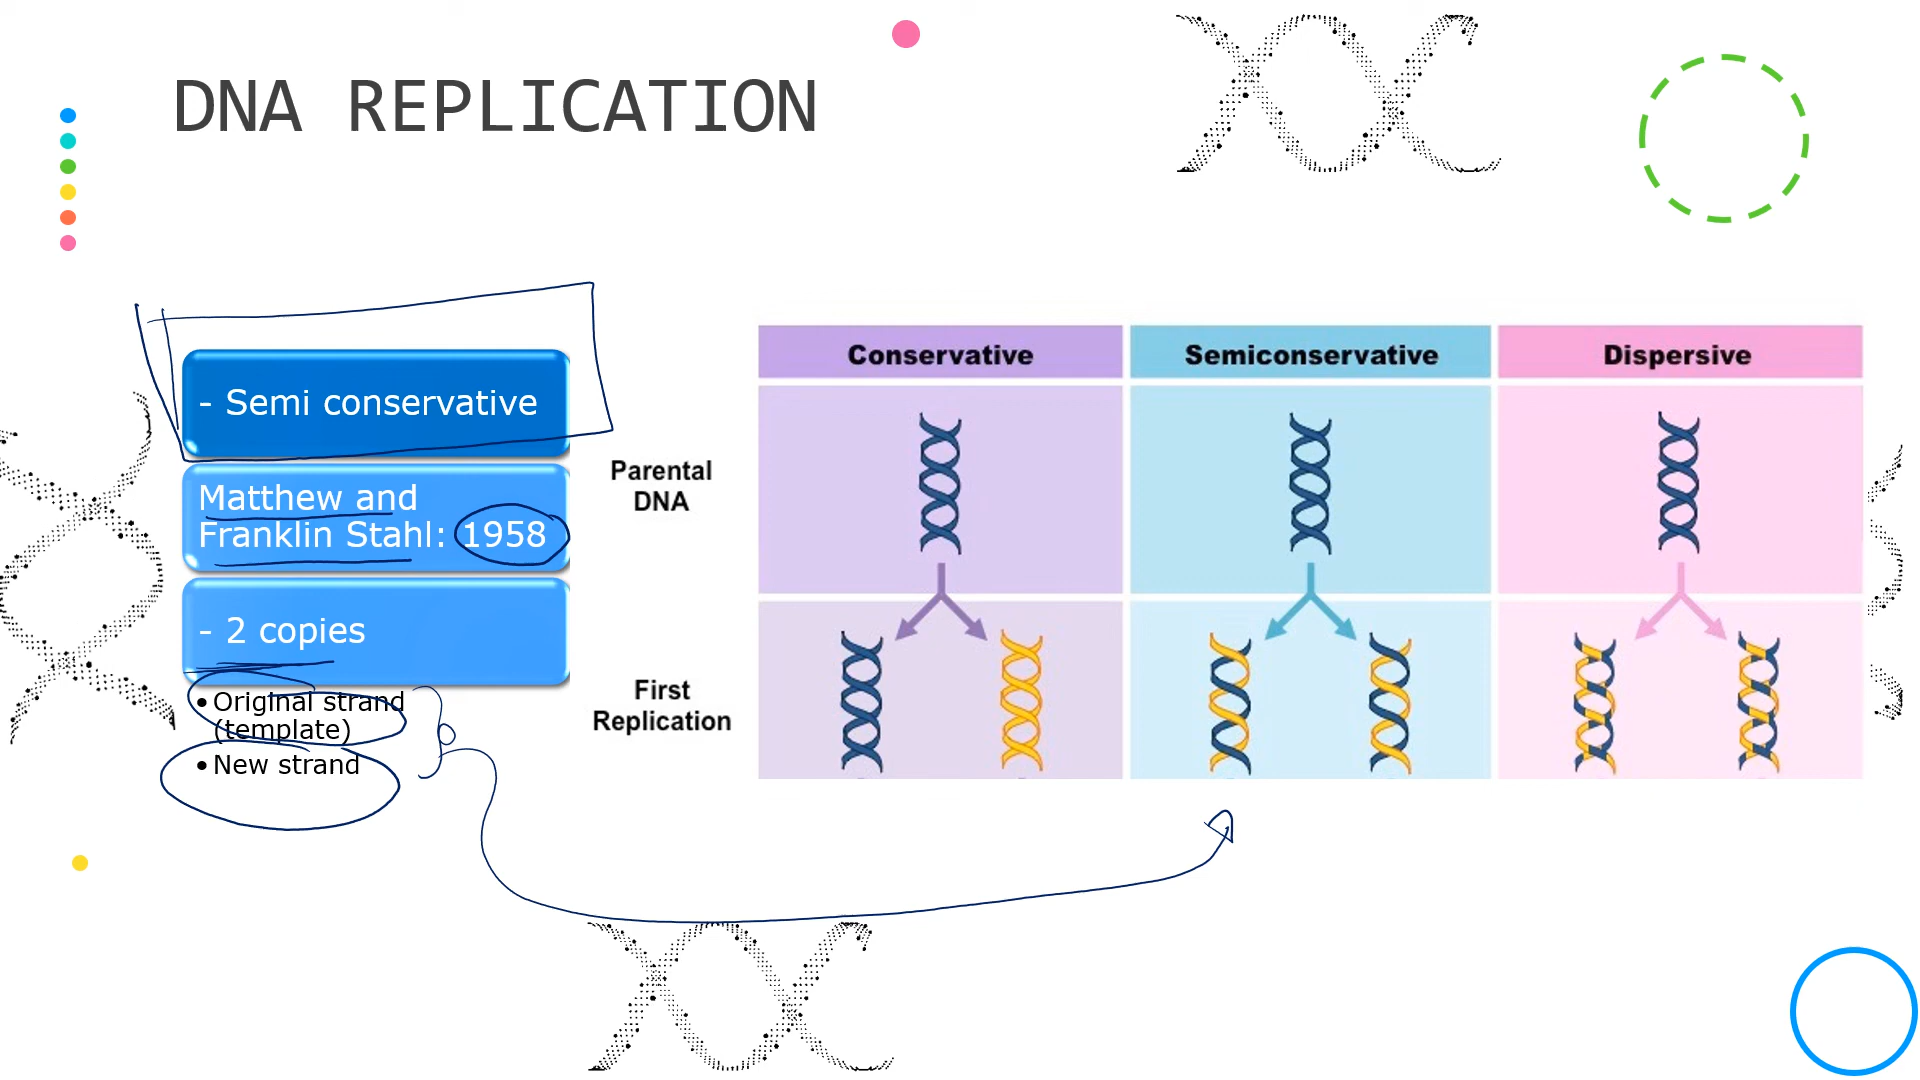 DNA REPLICATION
- Semi conservative
Matthew and
Franklin Stahl: 1958
- 2 copies
•Original strand
(template)
•New strand
Conservative
Semiconservative
Dispersive
Parental
DNA
First
Replication